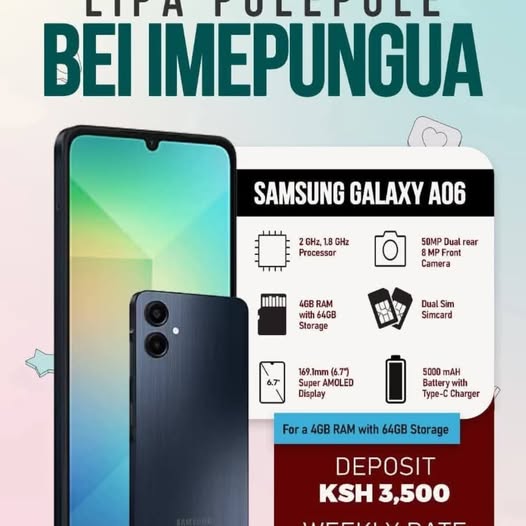 LIPA POLEPOLE
BEI IMEPUNGUA
SAMSUNG GALAXY A06
2 GHz, 1.8 GHz
Processor
50MP Dual rear
8 MP Front
Camera
4GB RAM
with 64GB
Storage
Dual Sim
Simcard
6.7"
169.1mm (6.7")
Super AMOLED
Display
5000 mAH
Battery with
Type-C Charger
For a 4GB RAM with 64GB Storage
DEPOSIT
KSH 3,500
WEEKLY RATE
SAMSUNG